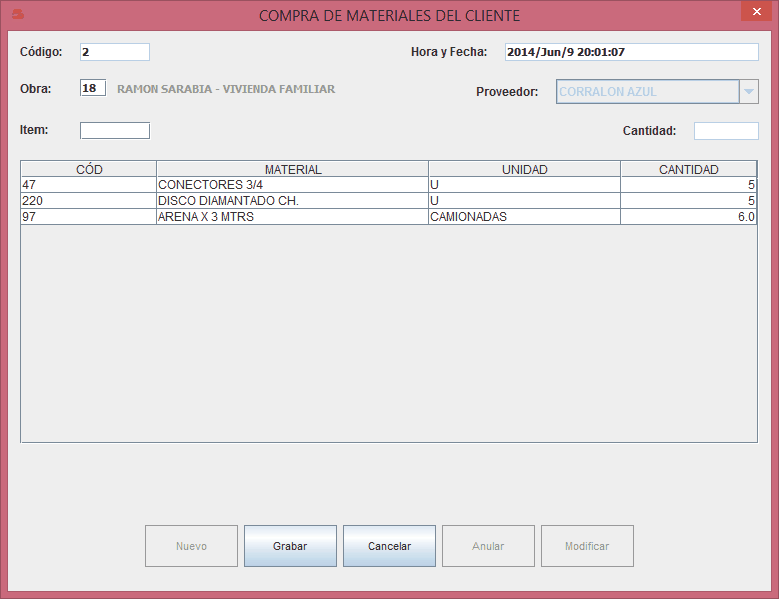 COMPRA DE MATERIALES DEL CLIENTE
Código: 2 Hora y Fecha: 2014/Jun/9 20:01:07
Obra: 18 RAMON SARABIA - VIVIENDA FAMILIAR Proveedor: CORRALON AZUL
Item: Cantidad:
CÓD MATERIAL UNIDAD CANTIDAD
47 CONECTORES 3/4 U 5
220 DISCO DIAMANTADO CH. U 5
97 ARENA X 3 MTRS CAMIONADAS 6.0
Nuevo Grabar Cancelar Anular Modificar